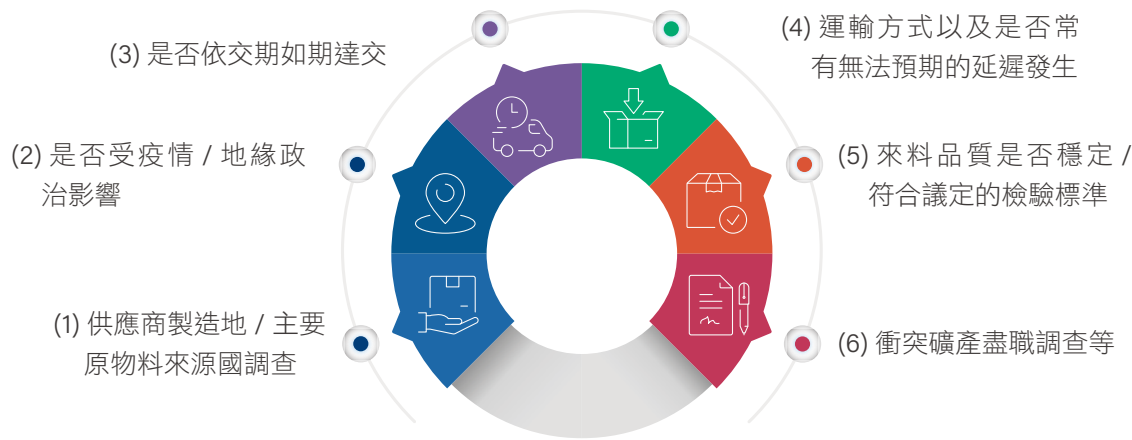 (1) 供應商製造地 / 主要
原物料來源國調查
(2) 是否受疫情 / 地緣政
治影響
(3) 是否依交期如期達交
(4) 運輸方式以及是否常
有無法預期的延遲發生
(5) 來料品質是否穩定 /
符合議定的檢驗標準
(6) 衝突礦產盡職調查等